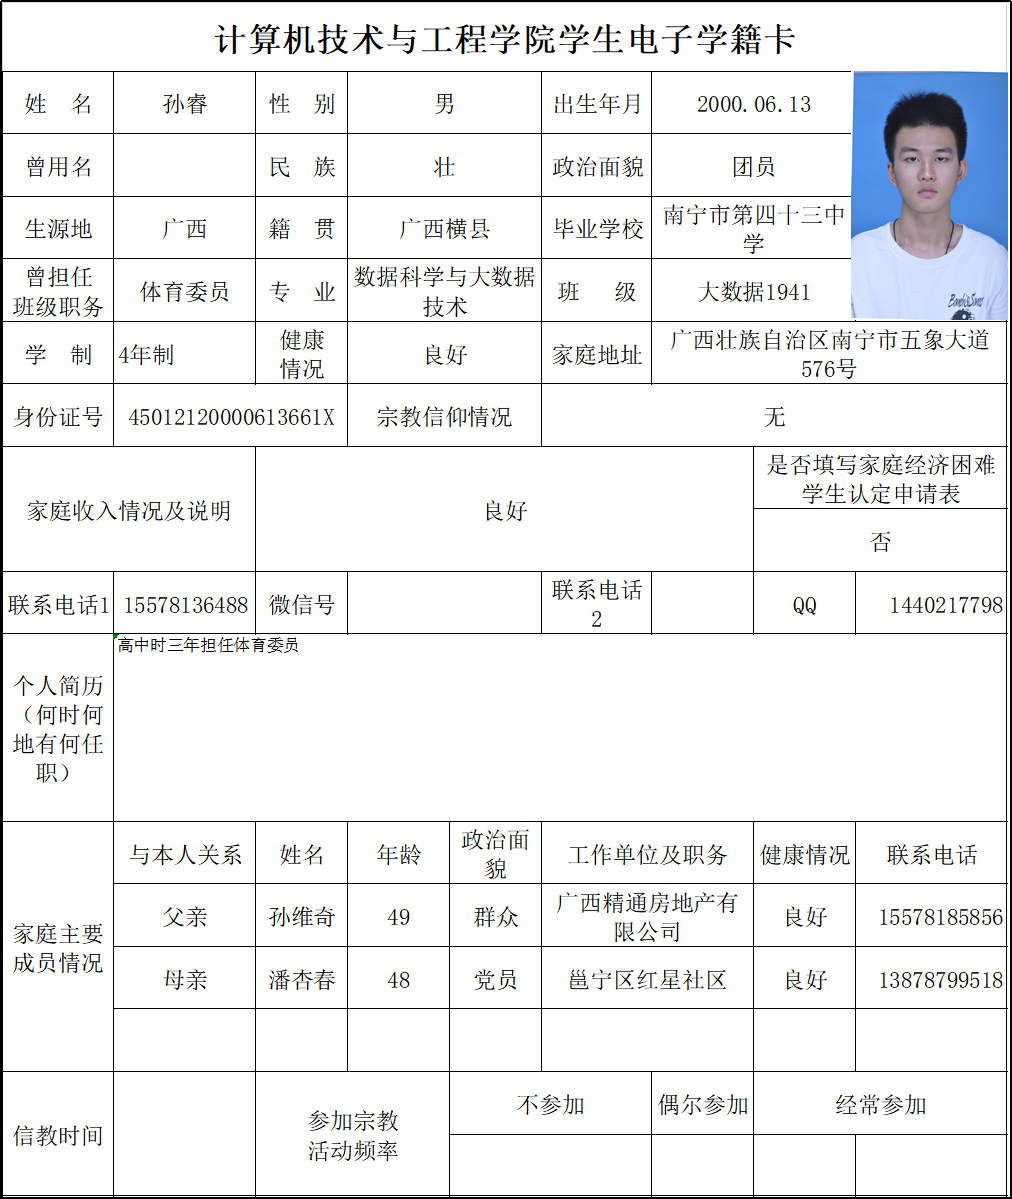 计算机技术与工程学院学生电子学籍卡
姓 名 孙睿 性 别 男 出生年月 2000.06.13
曾用名 民 族 壮 政治面貌 团员
生源地 广西 籍 贯 广西横县 毕业学校 南宁市第四十三中
学
曾担任
班级职务 体育委员 专 业 数据科学与大数据
技术 班 级 大数据1941
学 制 4年制 健康
情况 良好 家庭地址 广西壮族自治区南宁市五象大道
576号
身份证号 45012120000613661X 宗教信仰情况 无
家庭收入情况及说明 良好 是否填写家庭经济困难
学生认定申请表
否
联系电话1 15578136488 微信号 联系电话
2 QQ 1440217798
个人简历
（何时何
地有何任
职） 高中时三年担任体育委员
家庭主要
成员情况
与本人关系 姓名 年龄 政治面
貌 工作单位及职务 健康情况 联系电话
父亲 孙维奇 49 群众 广西精通房地产有
限公司 良好 15578185856
母亲 潘杏春 48 党员 邕宁区红星社区 良好 13878799518
信教时间 参加宗教
活动频率 不参加 偶尔参加 经常参加